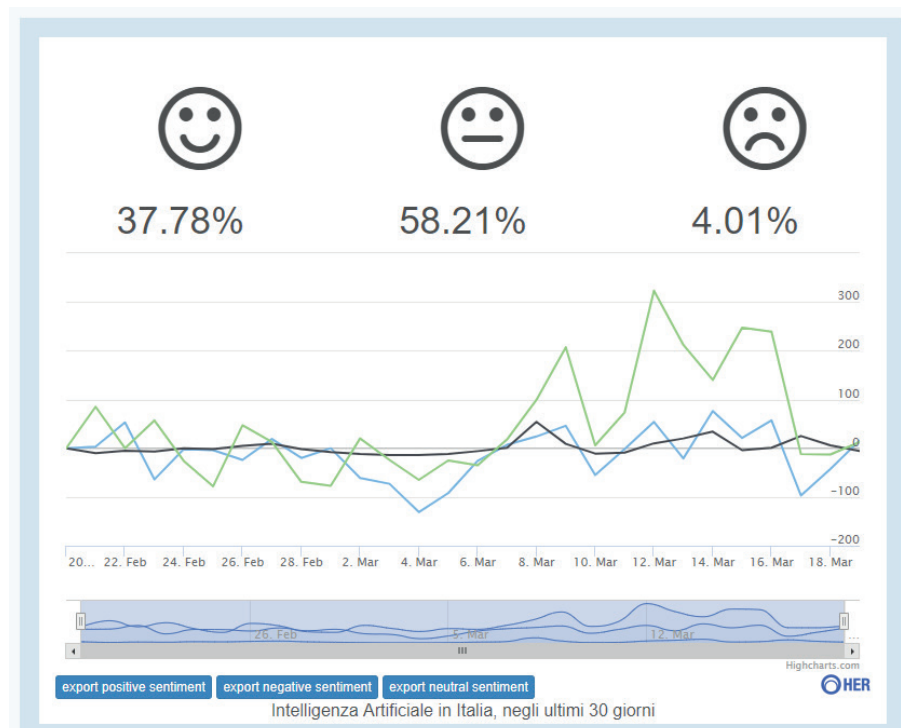 37.78% 58.21% 4.01%
300
200
100
0
-100
-200
20... 22. Feb 24. Feb 26. Feb 28. Feb 2. Mar 4. Mar 6. Mar 8. Mar 10. Mar 12. Mar 14. Mar 16. Mar 18. Mar
26. Feb 5. Mar 12. Mar ...
Highcharts.com
export positive sentiment export negative sentiment export neutral sentiment HER
Intelligenza Artificiale in Italia, negli ultimi 30 giorni